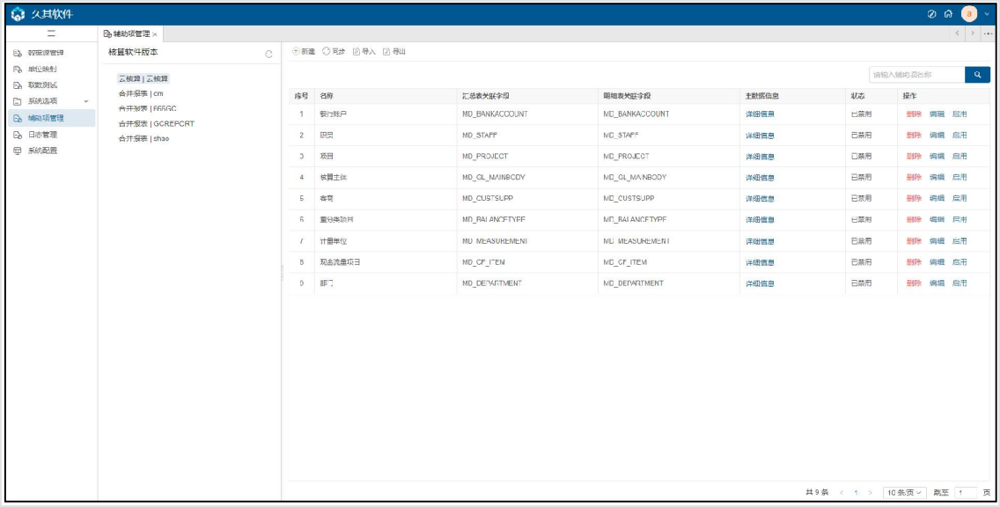 久其软件
a
辅助项管理 ×
数据源管理
单位映射
取数测试
系统选项
辅助项管理
日志管理
系统配置
核算软件版本
云核算 | 云核算
合并报表 | cm
合并报表 | 666GC
合并报表 | GCREPORT
合并报表 | shao
新建 同步 导入 导出
请输入辅助项名称
序号 名称 汇总表关联字段 明细表关联字段 主数据信息 状态 操作
1 银行账户 MD_BANKACCOUNT MD_BANKACCOUNT 详细信息 已禁用 删除 编辑 启用
2 职员 MD_STAFF MD_STAFF 详细信息 已禁用 删除 编辑 启用
3 项目 MD_PROJECT MD_PROJECT 详细信息 已禁用 删除 编辑 启用
4 核算主体 MD_GL_MAINBODY MD_GL_MAINBODY 详细信息 已禁用 删除 编辑 启用
5 客商 MD_CUSTSUPP MD_CUSTSUPP 详细信息 已禁用 删除 编辑 启用
6 重分类项目 MD_BALANCETYPE MD_BALANCETYPE 详细信息 已禁用 删除 编辑 启用
7 计量单位 MD_MEASUREMENT MD_MEASUREMENT 详细信息 已禁用 删除 编辑 启用
8 现金流量项目 MD_CF_ITEM MD_CF_ITEM 详细信息 已禁用 删除 编辑 启用
9 部门 MD_DEPARTMENT MD_DEPARTMENT 详细信息 已禁用 删除 编辑 启用
共 9 条 < 1 > 10 条/页 跳至 1 页